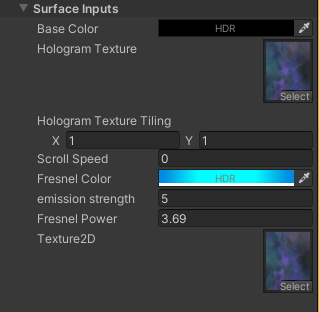 Surface Inputs
Base Color HDR
Hologram Texture
Select
Hologram Texture Tiling
X 1 Y 1
Scroll Speed 0
Fresnel Color HDR
emission strength 5
Fresnel Power 3.69
Texture2D
Select